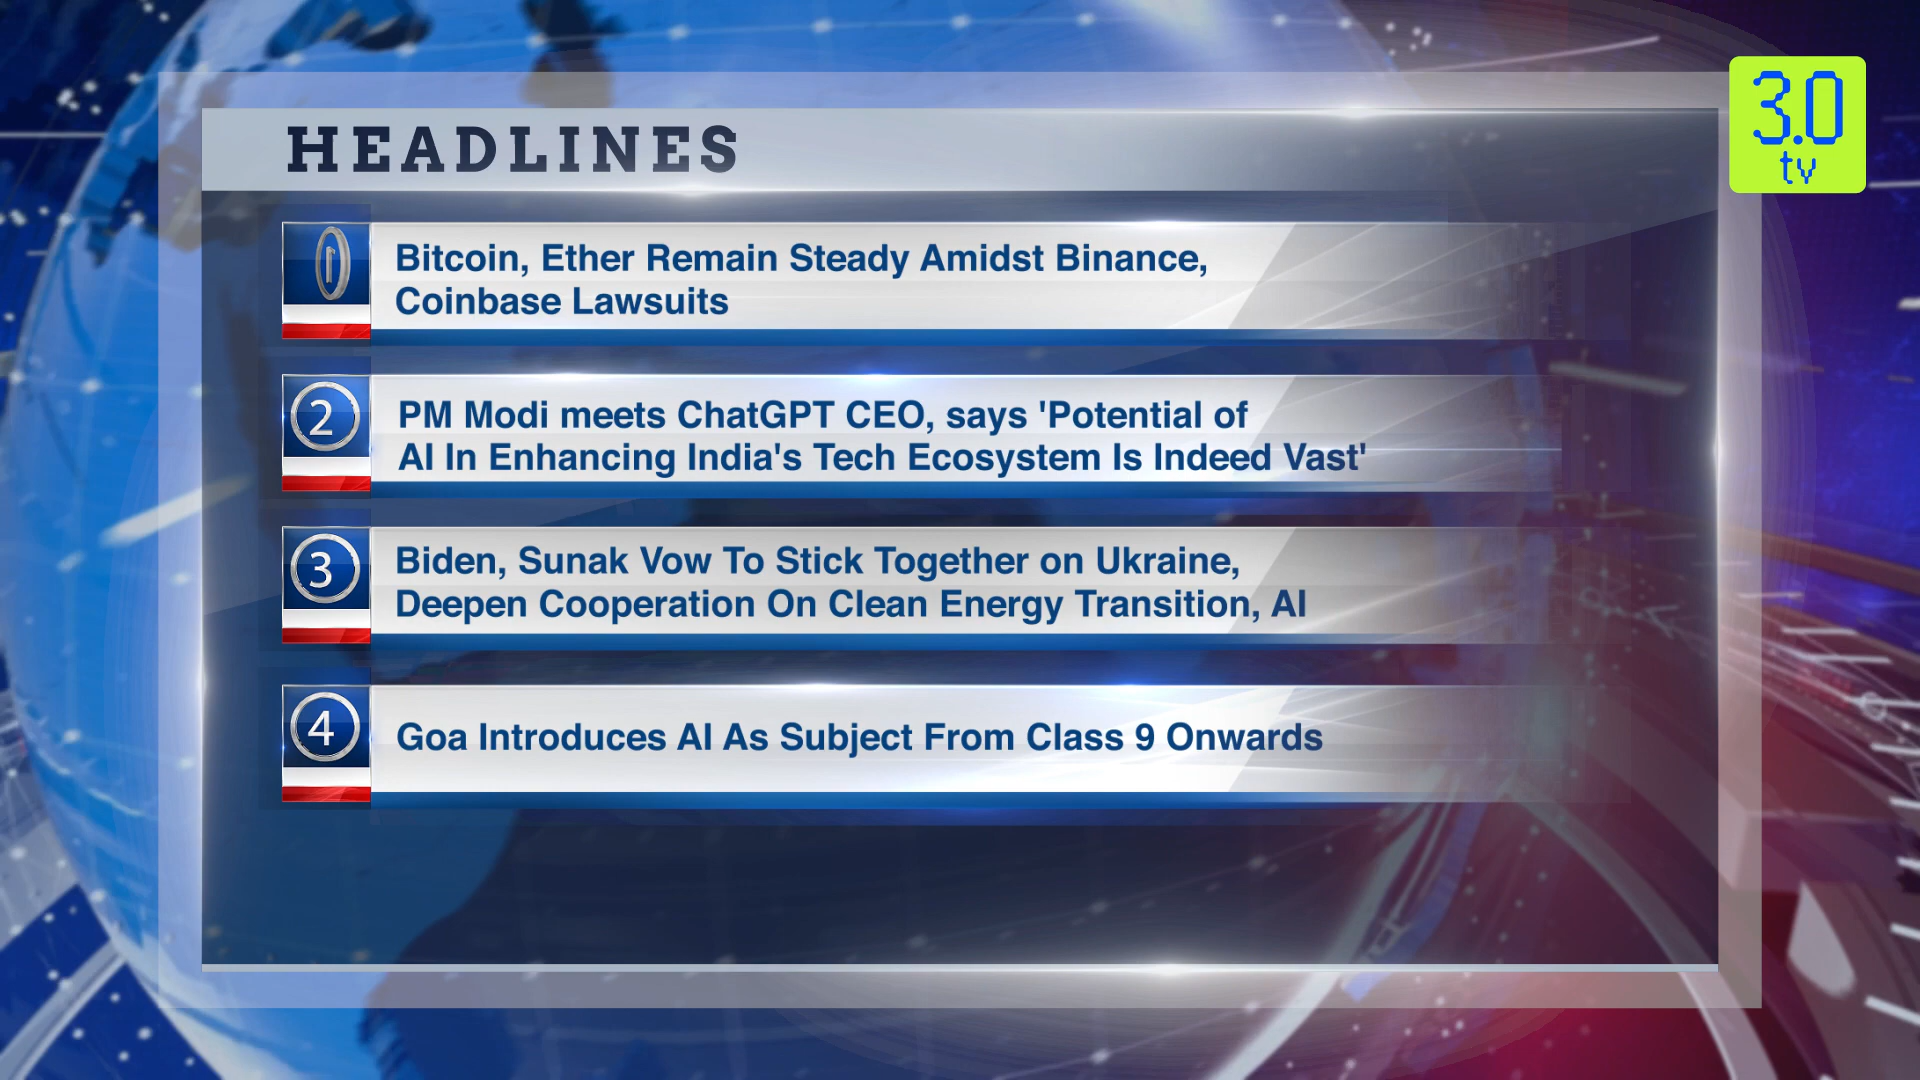 HEADLINES
3.0
tv
1
Bitcoin, Ether Remain Steady Amidst Binance,
Coinbase Lawsuits
2
PM Modi meets ChatGPT CEO, says 'Potential of
AI In Enhancing India's Tech Ecosystem Is Indeed Vast'
3
Biden, Sunak Vow To Stick Together on Ukraine,
Deepen Cooperation On Clean Energy Transition, AI
4
Goa Introduces AI As Subject From Class 9 Onwards